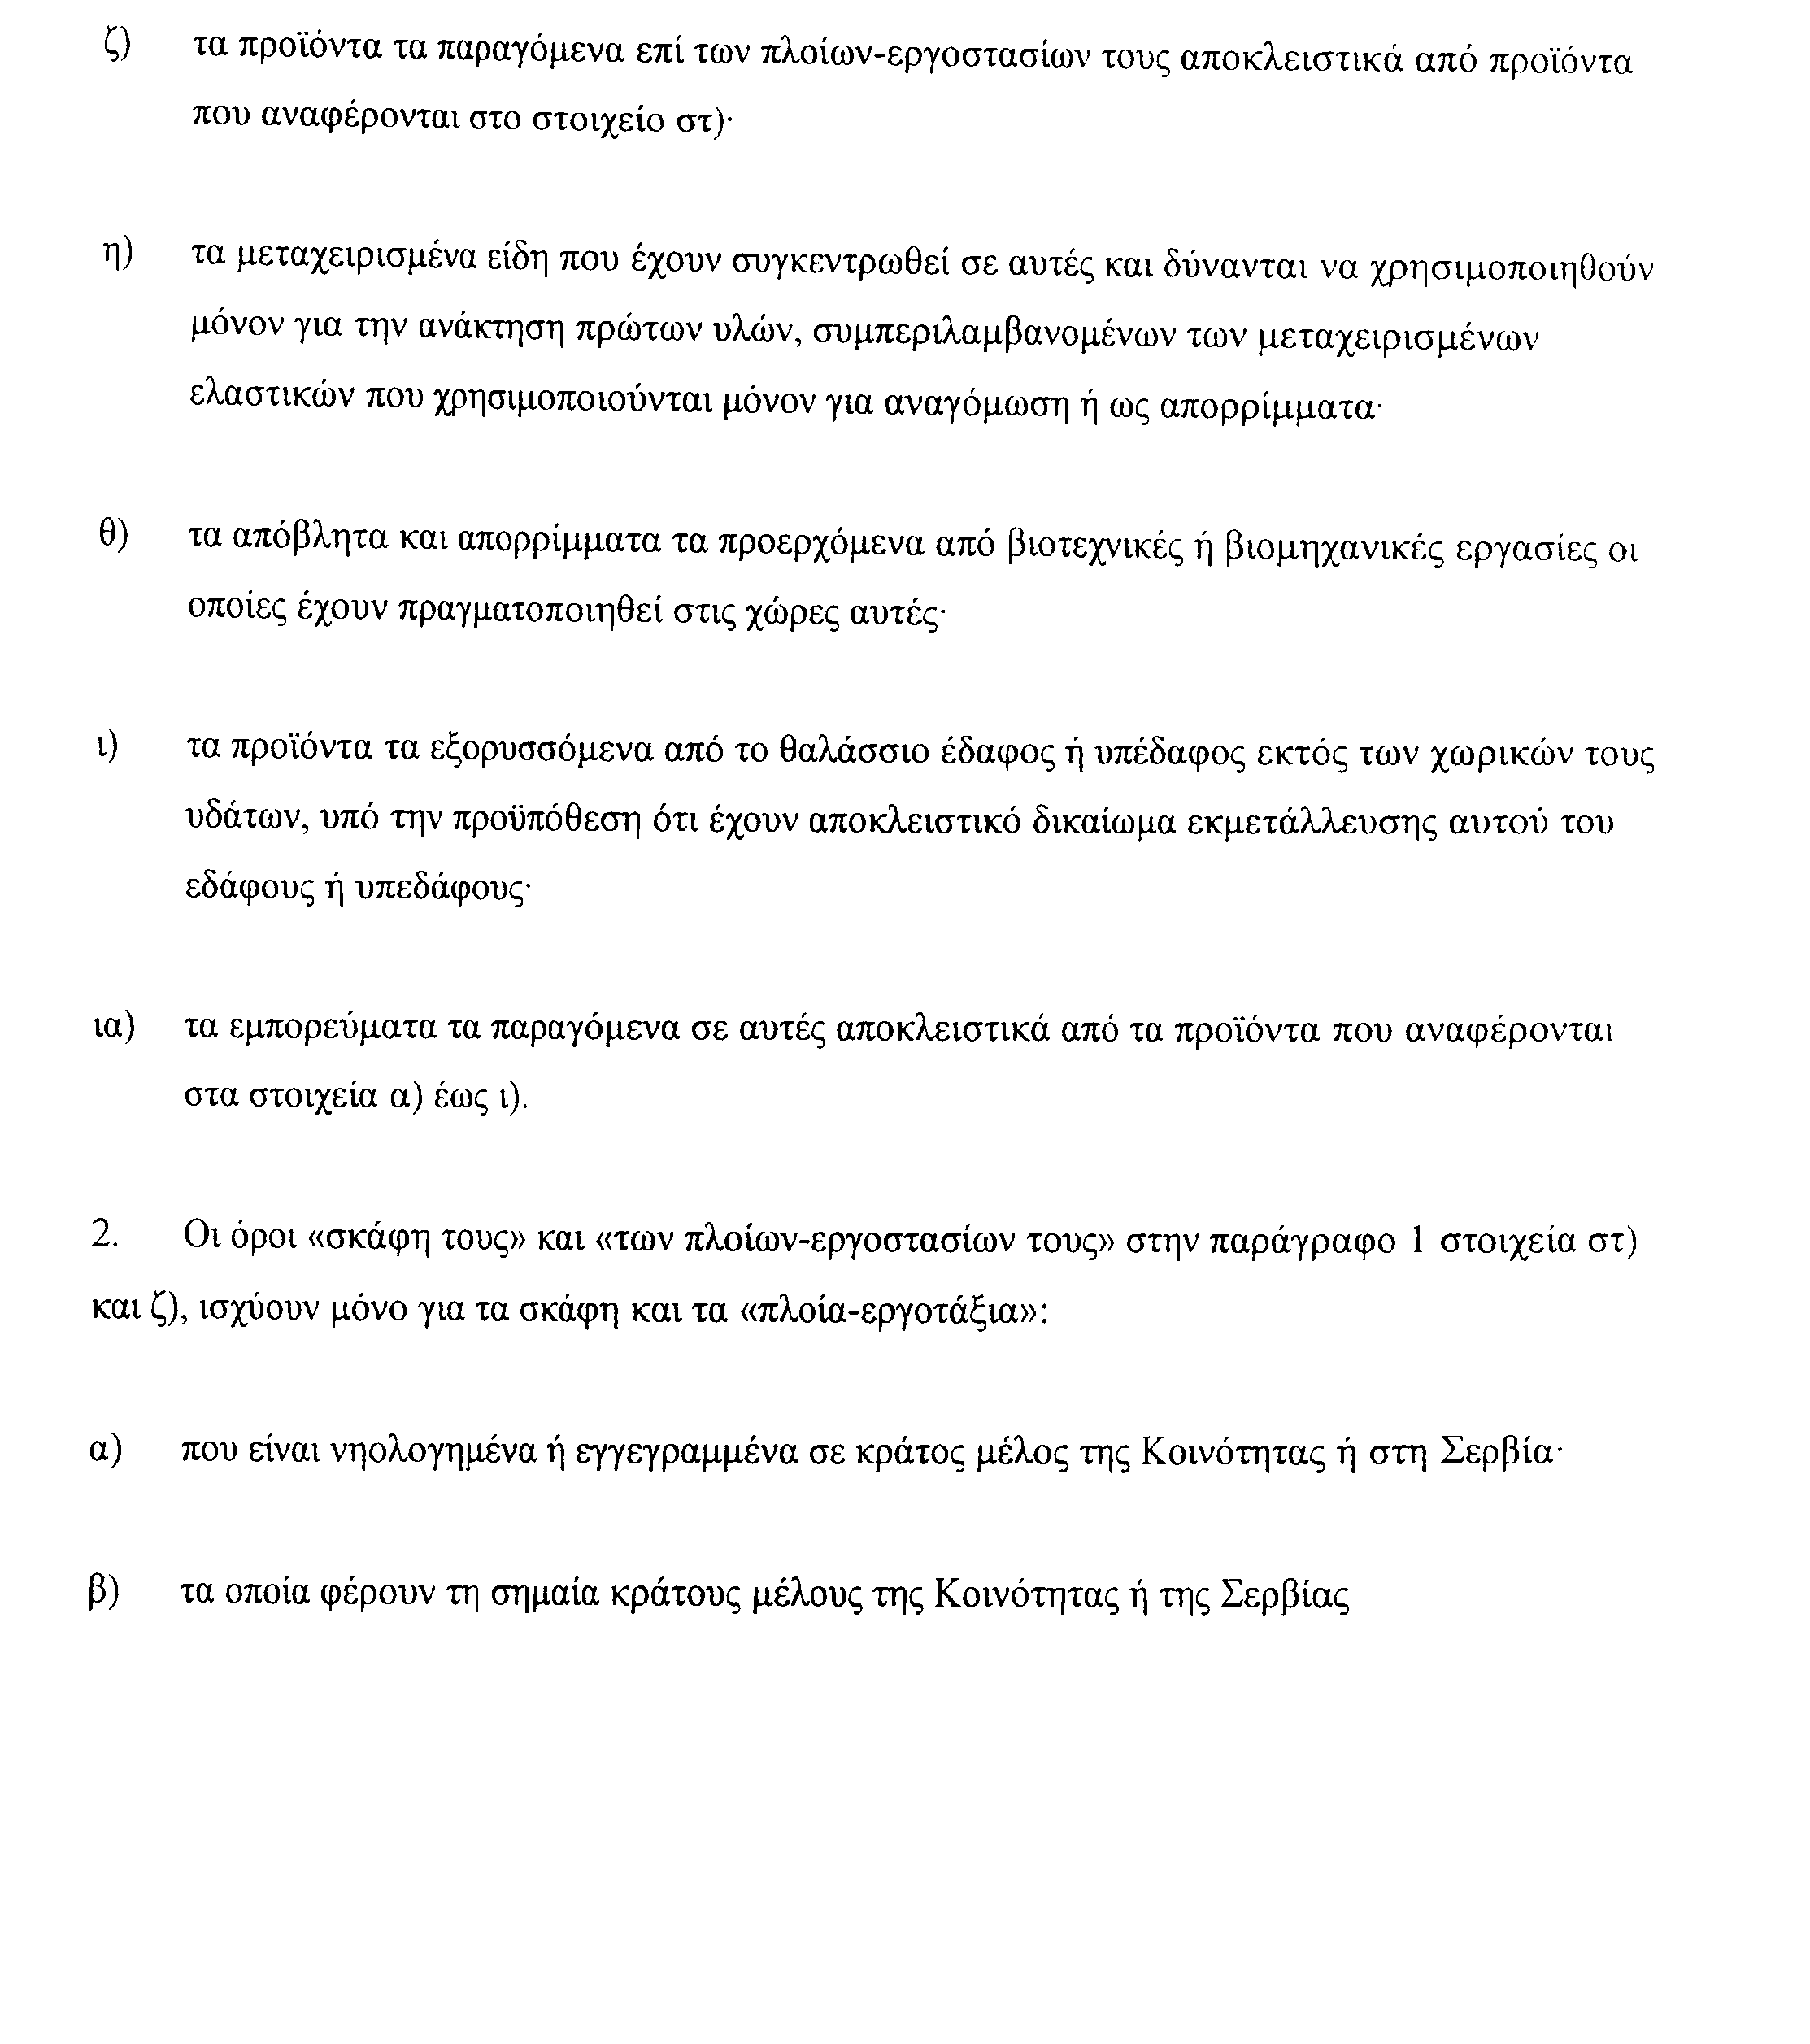 ζ) τα προϊόντα τα παραγόμενα επί των πλοίων-εργοστασίων τους αποκλειστικά από προϊόντα
που αναφέρονται στο στοιχείο στ)·
η) τα μεταχειρισμένα είδη που έχουν συγκεντρωθεί σε αυτές και δύνανται να χρησιμοποιηθούν
μόνον για την ανάκτηση πρώτων υλών, συμπεριλαμβανομένων των μεταχειρισμένων
ελαστικών που χρησιμοποιούνται μόνον για αναγόμωση ή ως απορρίμματα·
θ) τα απόβλητα και απορρίμματα τα προερχόμενα από βιοτεχνικές ή βιομηχανικές εργασίες οι
οποίες έχουν πραγματοποιηθεί στις χώρες αυτές·
ι) τα προϊόντα τα εξορυσσόμενα από το θαλάσσιο έδαφος ή υπέδαφος εκτός των χωρικών τους
υδάτων, υπό την προϋπόθεση ότι έχουν αποκλειστικό δικαίωμα εκμετάλλευσης αυτού του
εδάφους ή υπεδάφους·
ια) τα εμπορεύματα τα παραγόμενα σε αυτές αποκλειστικά από τα προϊόντα που αναφέρονται
στα στοιχεία α) έως ι).
2. Οι όροι «σκάφη τους» και «των πλοίων-εργοστασίων τους» στην παράγραφο 1 στοιχεία στ)
και ζ), ισχύουν μόνο για τα σκάφη και τα «πλοία-εργοτάξια»:
α) που είναι νηολογημένα ή εγγεγραμμένα σε κράτος μέλος της Κοινότητας ή στη Σερβία·
β) τα οποία φέρουν τη σημαία κράτους μέλους της Κοινότητας ή της Σερβίας